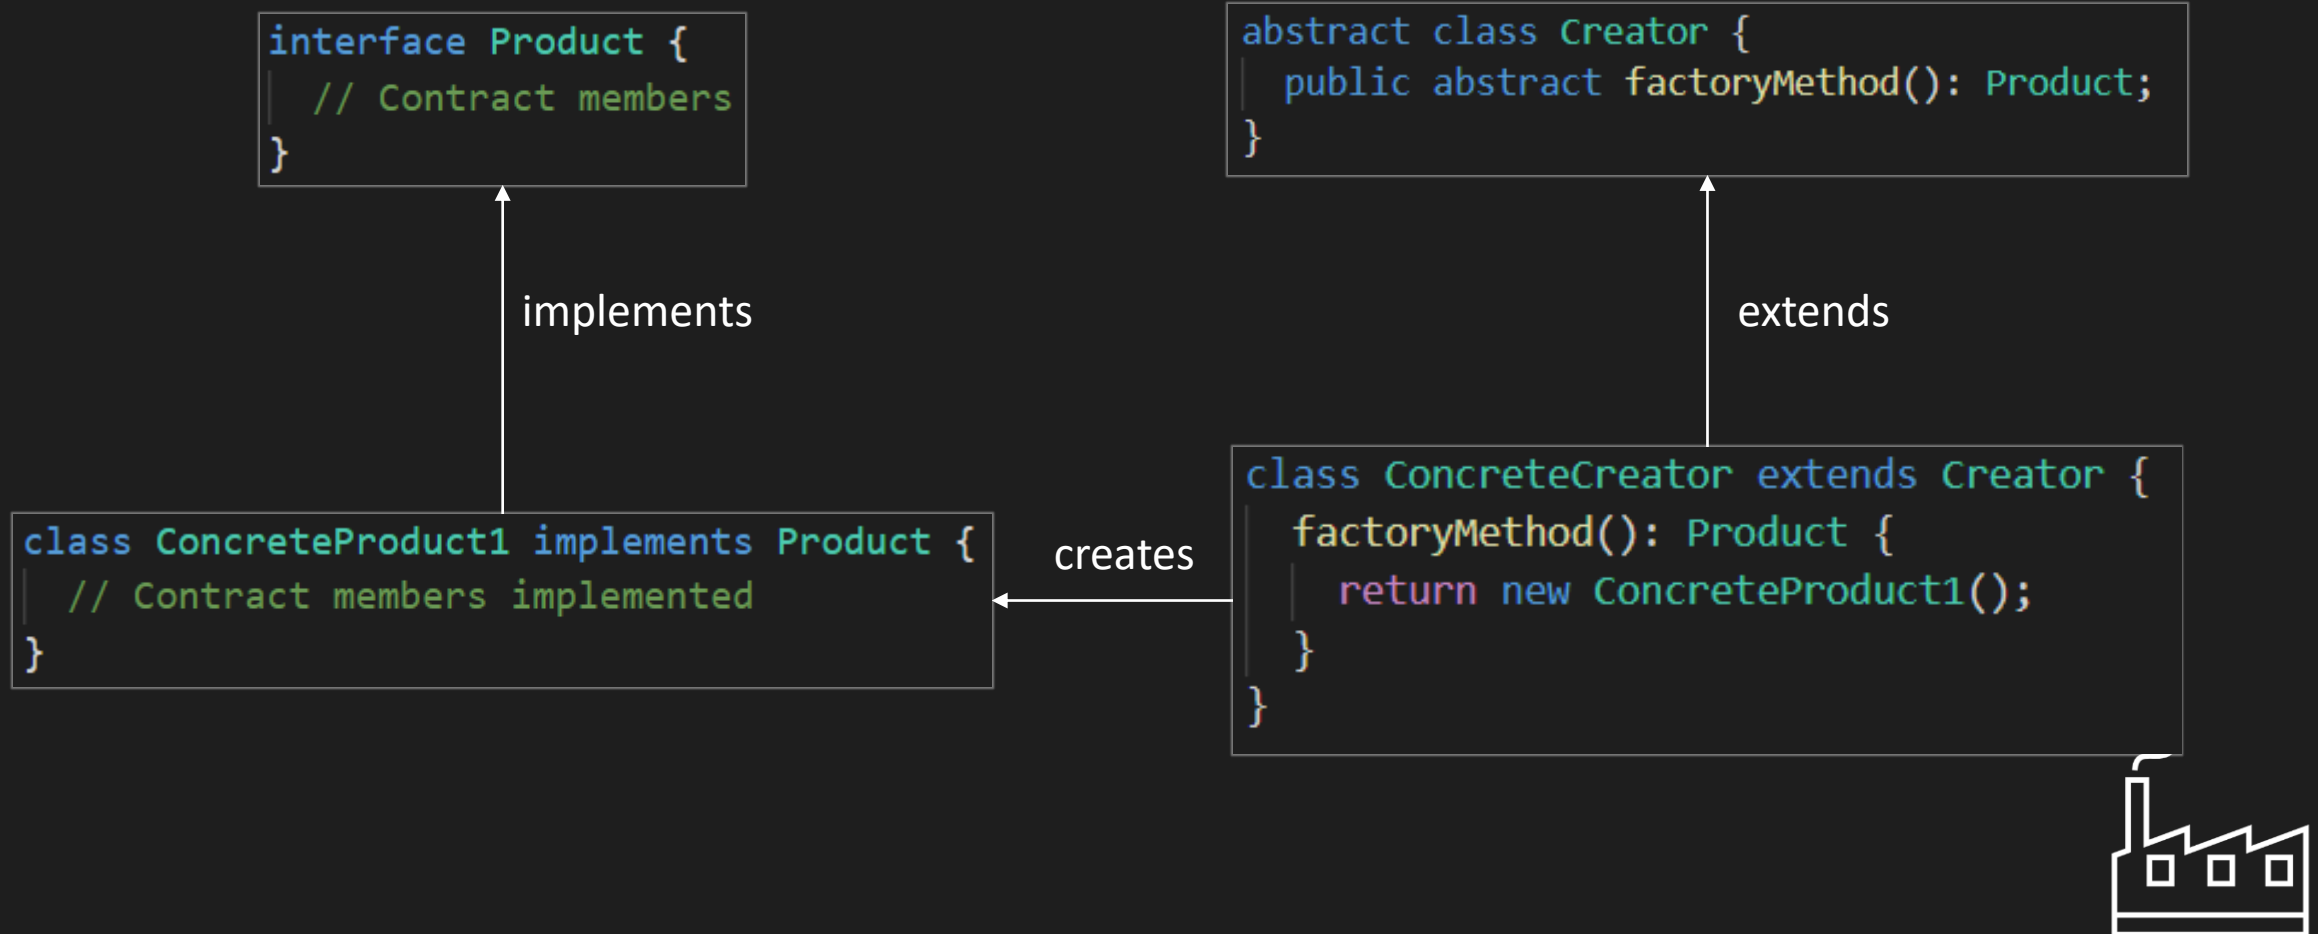 interface Product {
// Contract members
}
abstract class Creator {
public abstract factoryMethod(): Product;
}
implements
extends
class ConcreteProduct1 implements Product {
// Contract members implemented
}
creates
class ConcreteCreator extends Creator {
factoryMethod(): Product {
return new ConcreteProduct1();
}
}